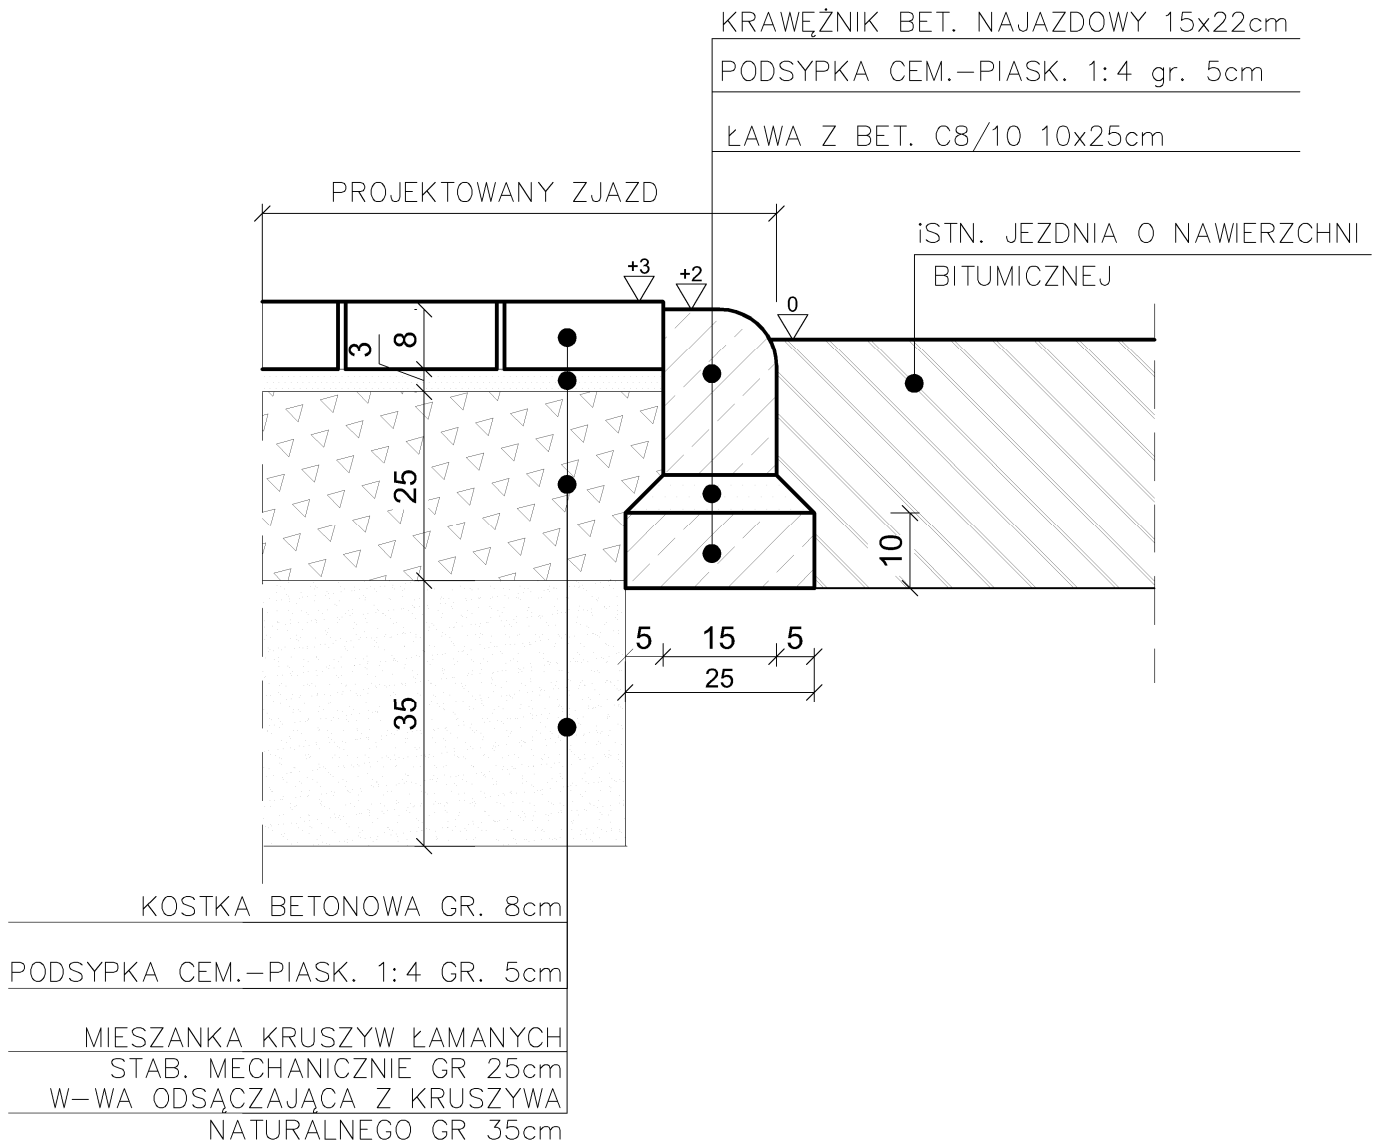 KRAWĘŻNIK BET. NAJAZDOWY 15x22cm
PODSYPKA CEM.-PIASK. 1:4 gr. 5cm
ŁAWA Z BET. C8/10 10x25cm
PROJEKTOWANY ZJAZD
iSTN. JEZDNIA O NAWIERZCHNI
BITUMICZNEJ
+3
+2
0
3
8
25
10
5 15 5
25
35
KOSTKA BETONOWA GR. 8cm
PODSYPKA CEM.-PIASK. 1:4 GR. 5cm
MIESZANKA KRUSZYW ŁAMANYCH
STAB. MECHANICZNIE GR 25cm
W-WA ODSĄCZAJĄCA Z KRUSZYWA
NATURALNEGO GR 35cm